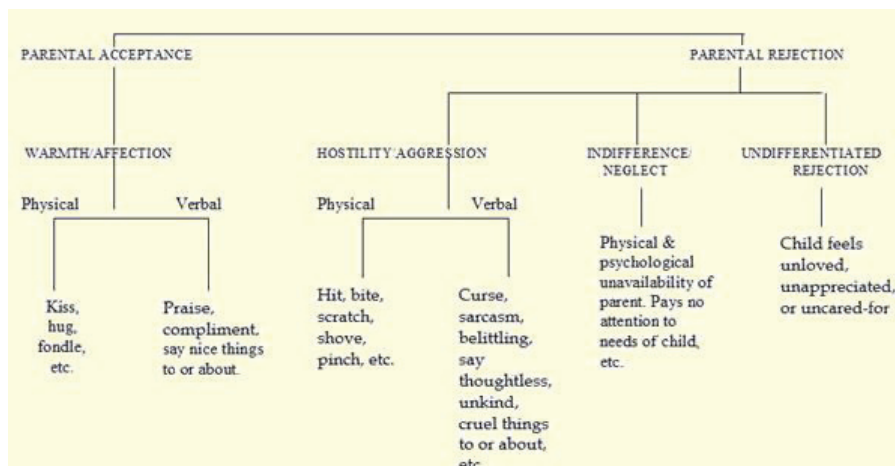 PARENTAL ACCEPTANCE
PARENTAL REJECTION
WARMTH/AFFECTION
HOSTILITY/AGGRESSION
INDIFFERENCE/
NEGLECT
UNDIFFERENTIATED
REJECTION
Physical
Verbal
Physical
Verbal
Kiss,
hug,
fondle,
etc.
Praise,
compliment,
say nice things
to or about.
Hit, bite,
scratch,
shove,
pinch, etc.
Curse,
sarcasm,
belittling,
say
thoughtless,
unkind,
cruel things
to or about,
etc
Physical &
psychological
unavailability of
parent. Pays no
attention to
needs of child,
etc.
Child feels
unloved,
unappreciated,
or uncared-for